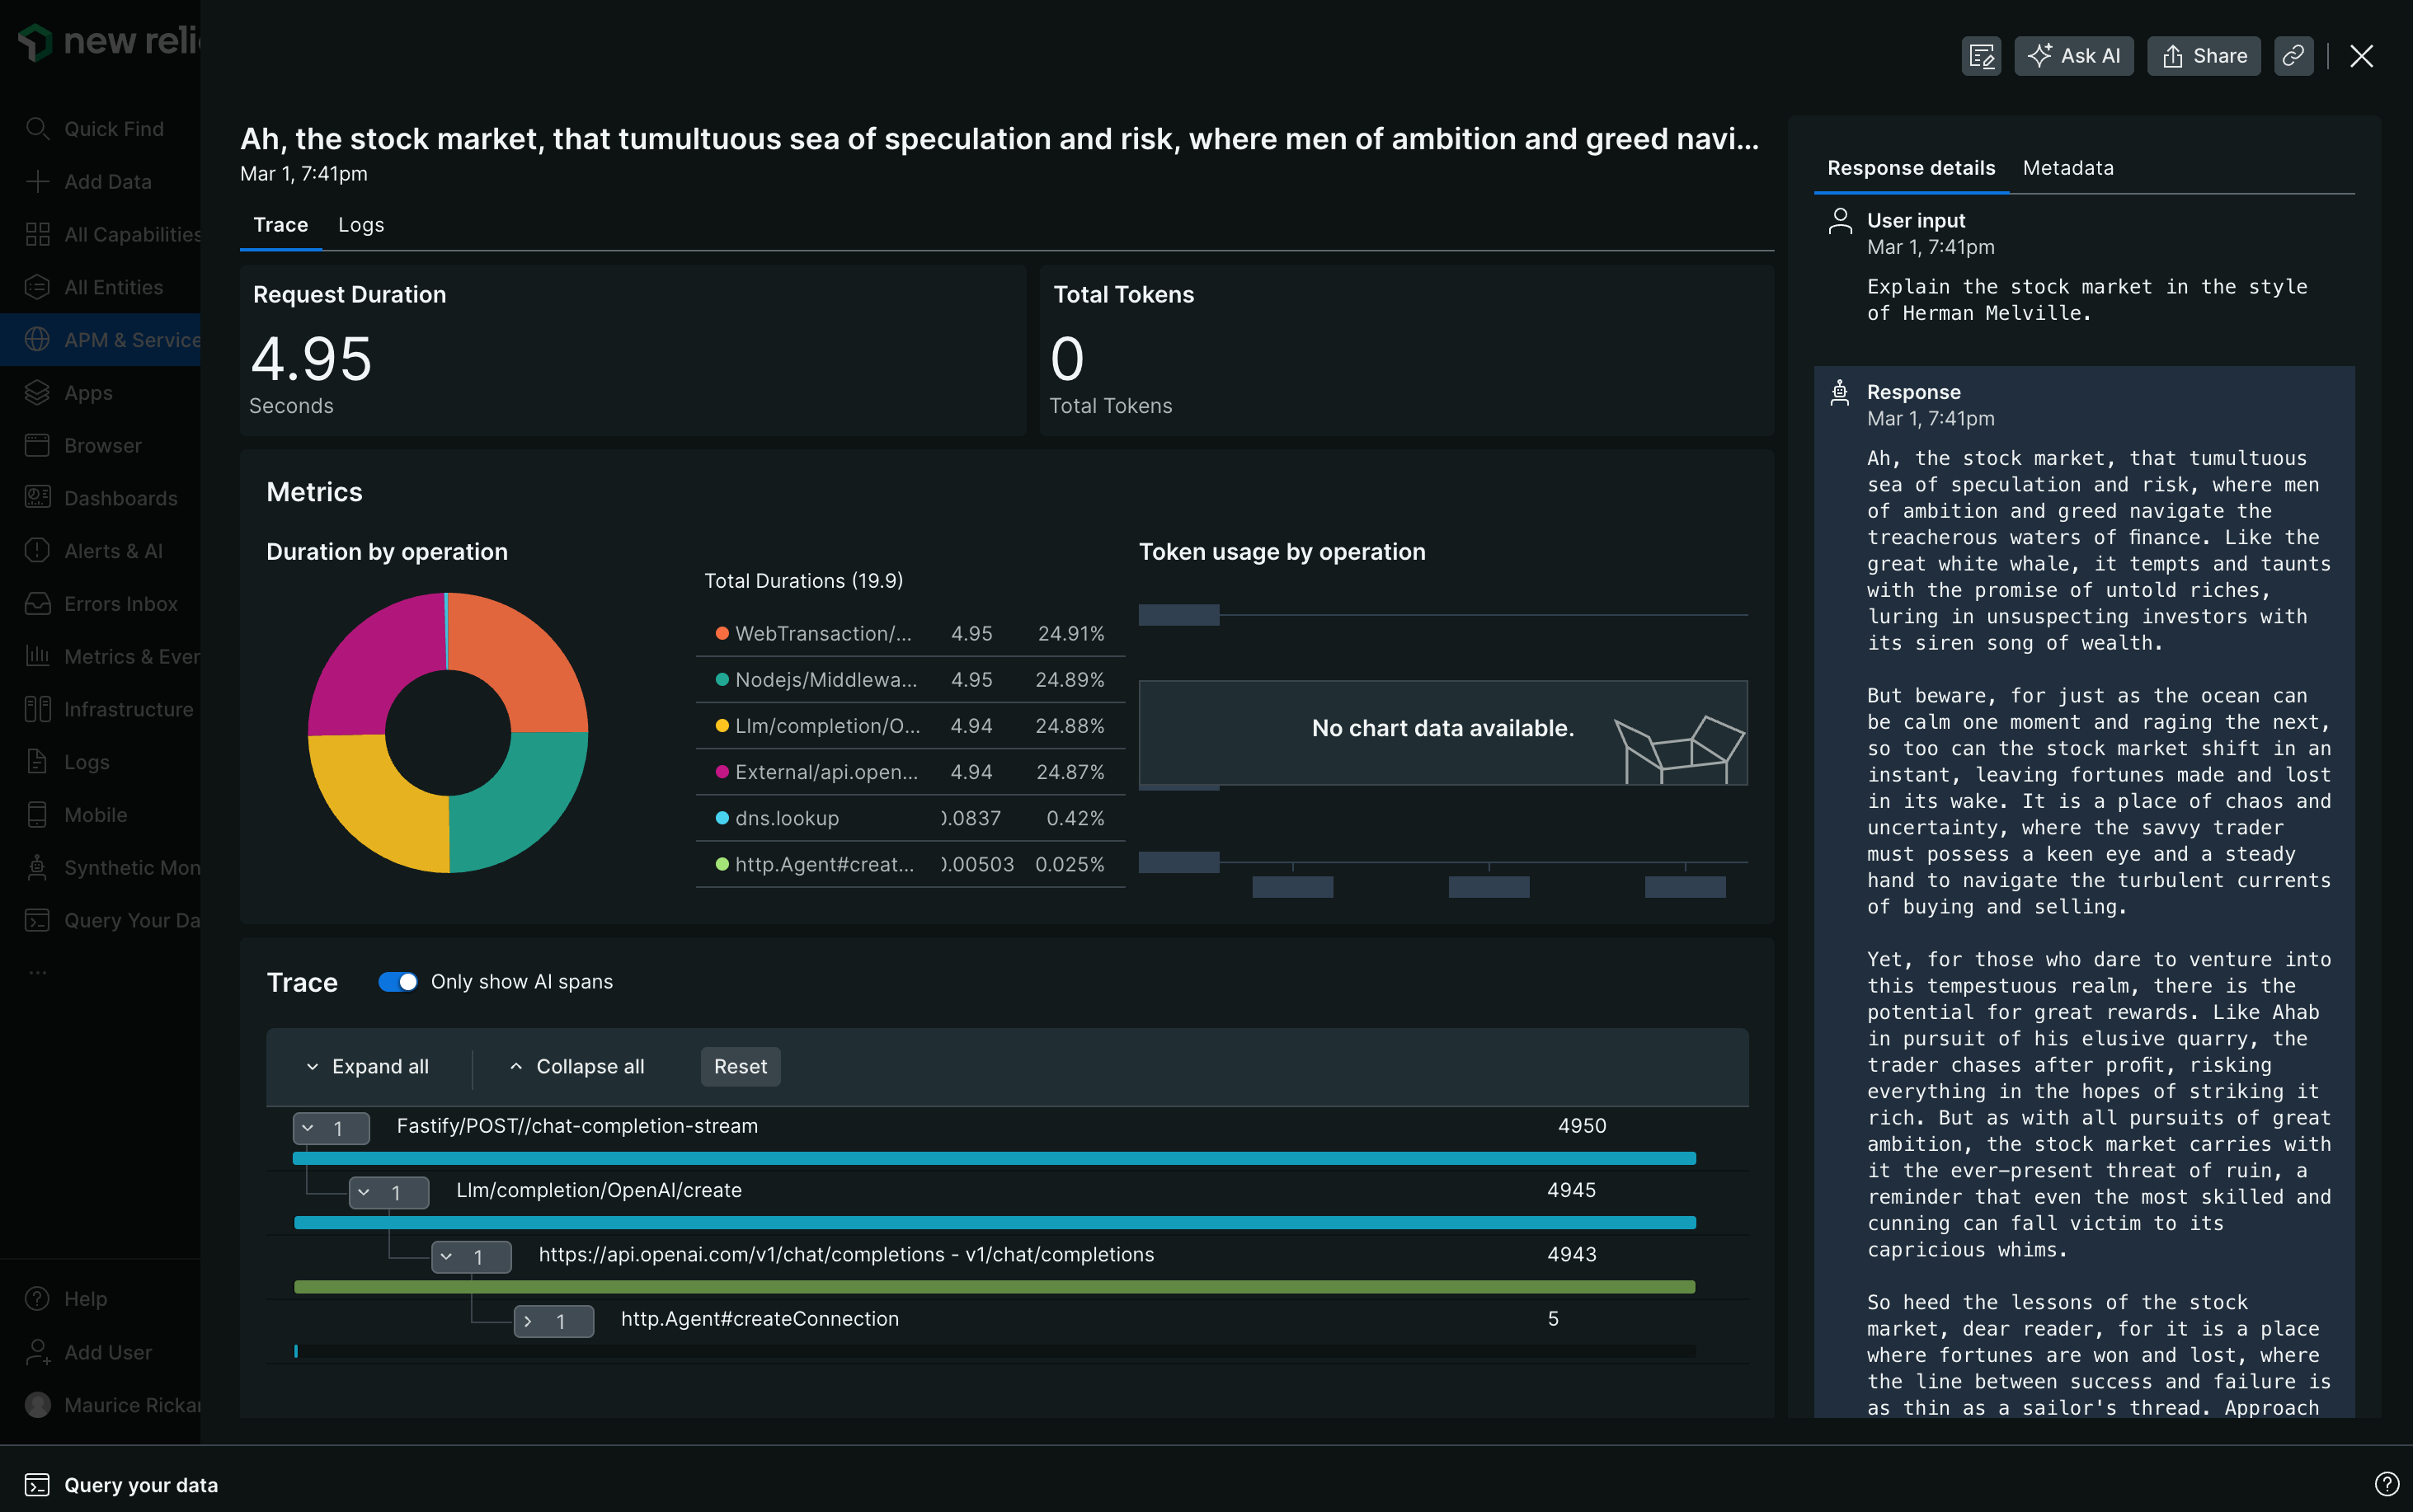 new reli
Quick Find
Add Data
All Capabilities
All Entities
APM & Service
Apps
Browser
Dashboards
Alerts & AI
Errors Inbox
Metrics & Ever
Infrastructure
Logs
Mobile
Synthetic Mon
Query Your Da
...
Help
Add User
Maurice Rickar
Ask AI
Share
Ah, the stock market, that tumultuous sea of speculation and risk, where men of ambition and greed navi...
Mar 1, 7:41pm
Trace Logs
Request Duration
4.95
Seconds
Total Tokens
0
Total Tokens
Metrics
Duration by operation
Total Durations (19.9)
WebTransaction/... 4.95 24.91%
Nodejs/Middlewa... 4.95 24.89%
Llm/completion/O... 4.94 24.88%
External/api.open... 4.94 24.87%
dns.lookup .0837 0.42%
http.Agent#creat... .00503 0.025%
Token usage by operation
No chart data available.
Trace Only show AI spans
Expand all Collapse all Reset
1 Fastify/POST//chat-completion-stream 4950
1 Llm/completion/OpenAI/create 4945
1 https://api.openai.com/v1/chat/completions - v1/chat/completions 4943
1 http.Agent#createConnection 5
Response details Metadata
User input
Mar 1, 7:41pm
Explain the stock market in the style
of Herman Melville.
Response
Mar 1, 7:41pm
Ah, the stock market, that tumultuous
sea of speculation and risk, where men
of ambition and greed navigate the
treacherous waters of finance. Like the
great white whale, it tempts and taunts
with the promise of untold riches,
luring in unsuspecting investors with
its siren song of wealth.
But beware, for just as the ocean can
be calm one moment and raging the next,
so too can the stock market shift in an
instant, leaving fortunes made and lost
in its wake. It is a place of chaos and
uncertainty, where the savvy trader
must possess a keen eye and a steady
hand to navigate the turbulent currents
of buying and selling.
Yet, for those who dare to venture into
this tempestuous realm, there is the
potential for great rewards. Like Ahab
in pursuit of his elusive quarry, the
trader chases after profit, risking
everything in the hopes of striking it
rich. But as with all pursuits of great
ambition, the stock market carries with
it the ever-present threat of ruin, a
reminder that even the most skilled and
cunning can fall victim to its
capricious whims.
So heed the lessons of the stock
market, dear reader, for it is a place
where fortunes are won and lost, where
the line between success and failure is
as thin as a sailor's thread. Approach
Query your data